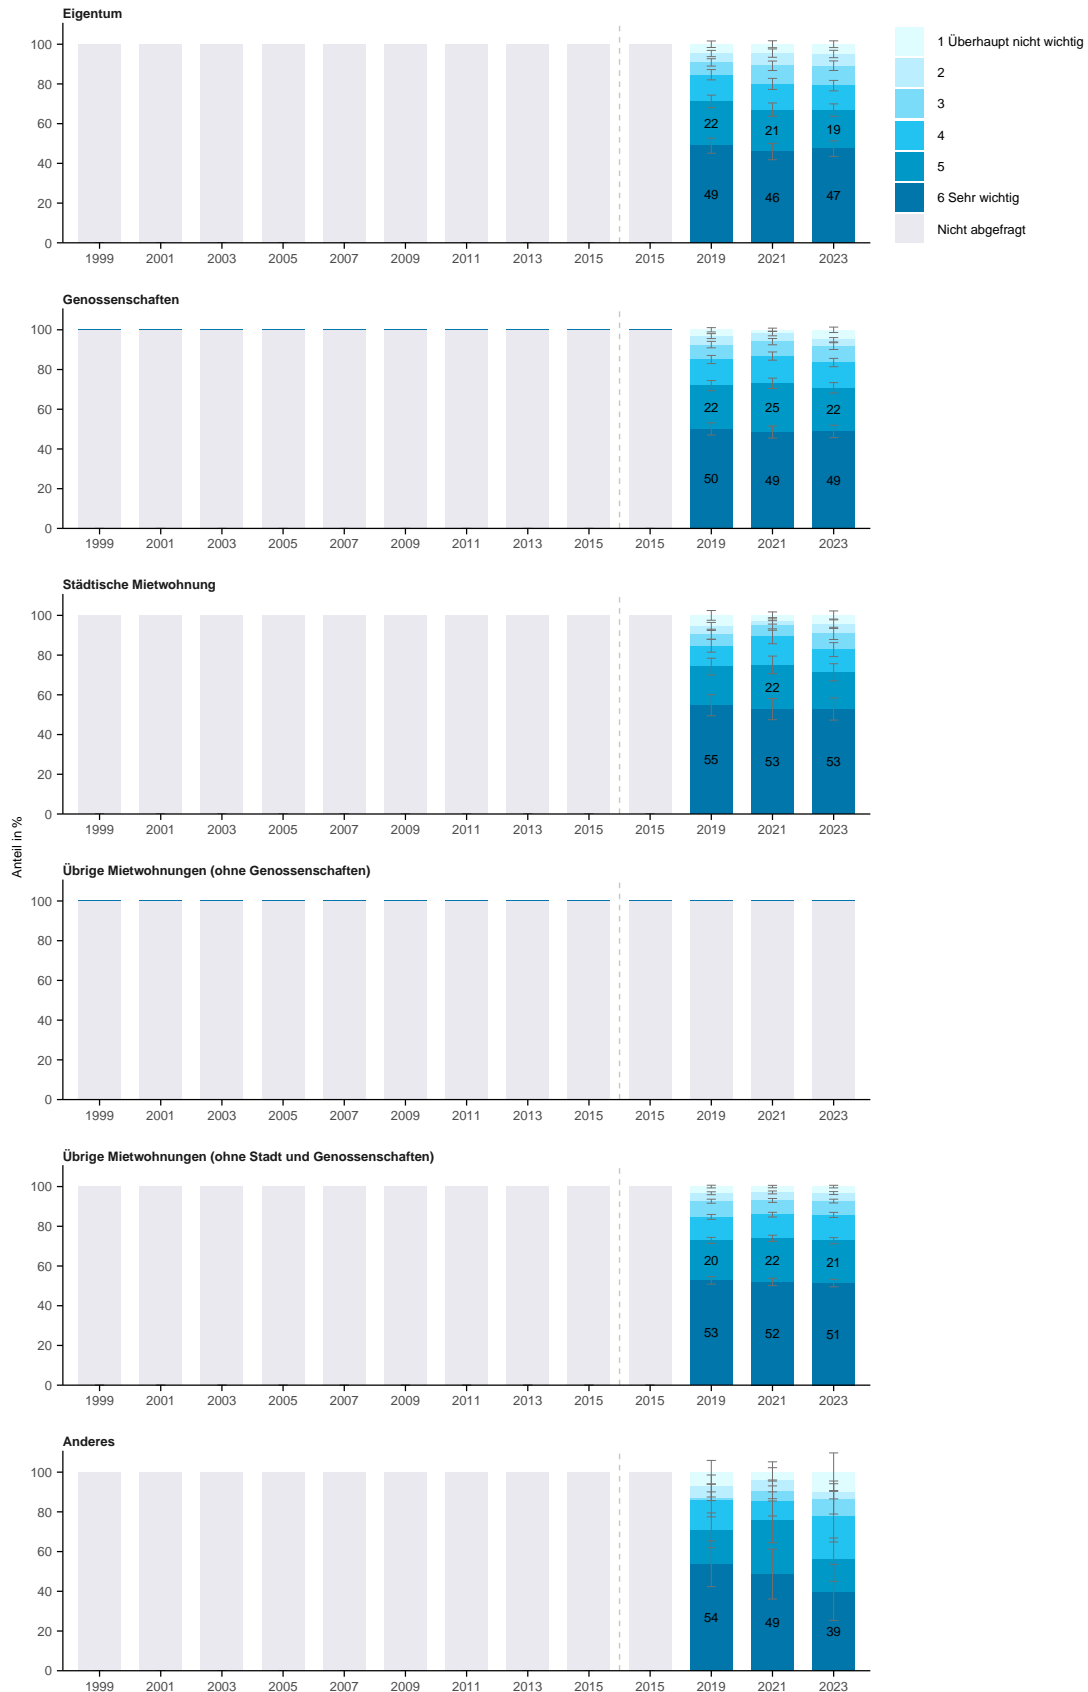 Eigentum
100
80
60
40
20
0
22 21 19
49 46 47
1999 2001 2003 2005 2007 2009 2011 2013 2015 2015 2019 2021 2023
1 Überhaupt nicht wichtig
2
3
4
5
6 Sehr wichtig
Nicht abgefragt
Genossenschaften
100
80
60
40
20
0
22 25 22
50 49 49
1999 2001 2003 2005 2007 2009 2011 2013 2015 2015 2019 2021 2023
Städtische Mietwohnung
100
80
60
40
20
0
22
55 53 53
1999 2001 2003 2005 2007 2009 2011 2013 2015 2015 2019 2021 2023
Anteil in %
Übrige Mietwohnungen (ohne Genossenschaften)
100
80
60
40
20
0
1999 2001 2003 2005 2007 2009 2011 2013 2015 2015 2019 2021 2023
Übrige Mietwohnungen (ohne Stadt und Genossenschaften)
100
80
60
40
20
0
20 22 21
53 52 51
1999 2001 2003 2005 2007 2009 2011 2013 2015 2015 2019 2021 2023
Anderes
100
80
60
40
20
0
54 49 39
1999 2001 2003 2005 2007 2009 2011 2013 2015 2015 2019 2021 2023